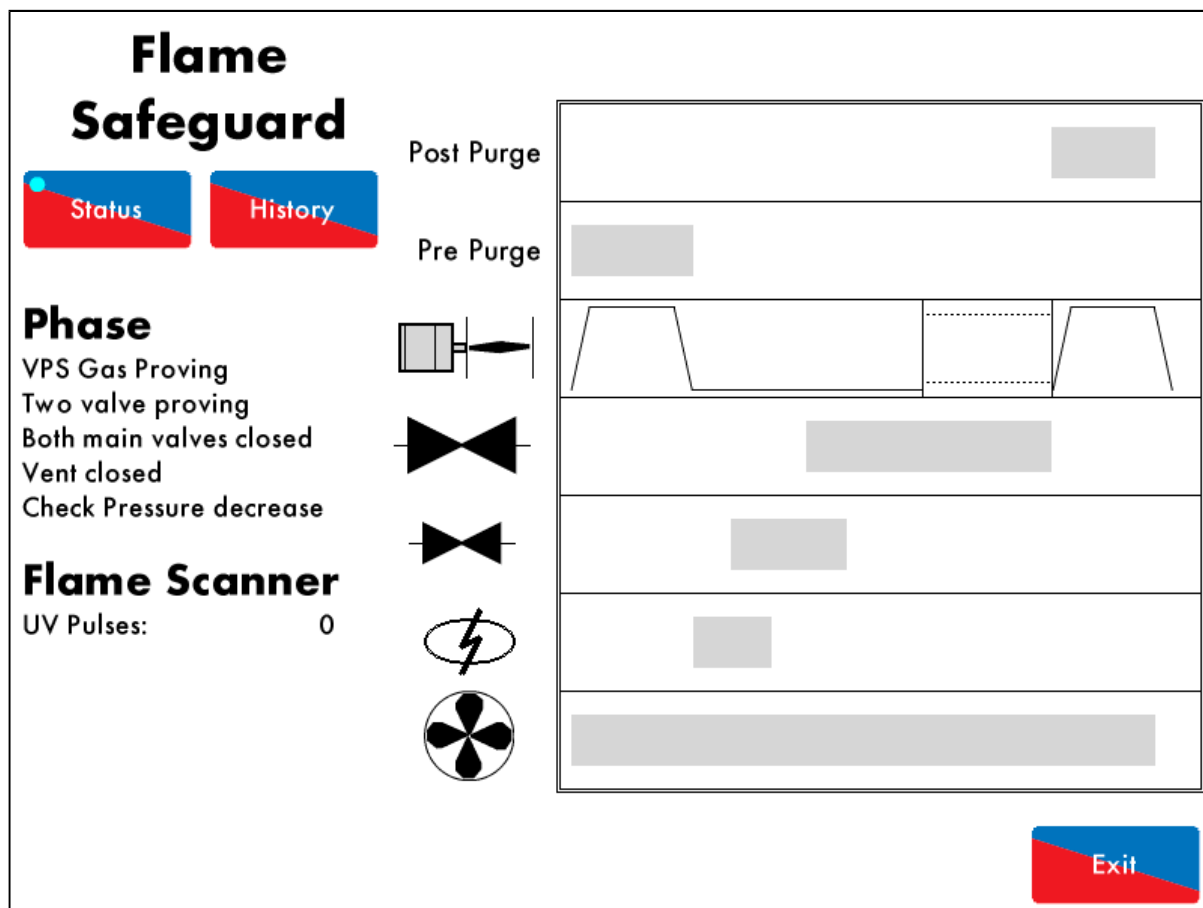 Flame
Safeguard
Status
History
Post Purge
Pre Purge
Phase
VPS Gas Proving
Two valve proving
Both main valves closed
Vent closed
Check Pressure decrease
Flame Scanner
UV Pulses: 0
Exit